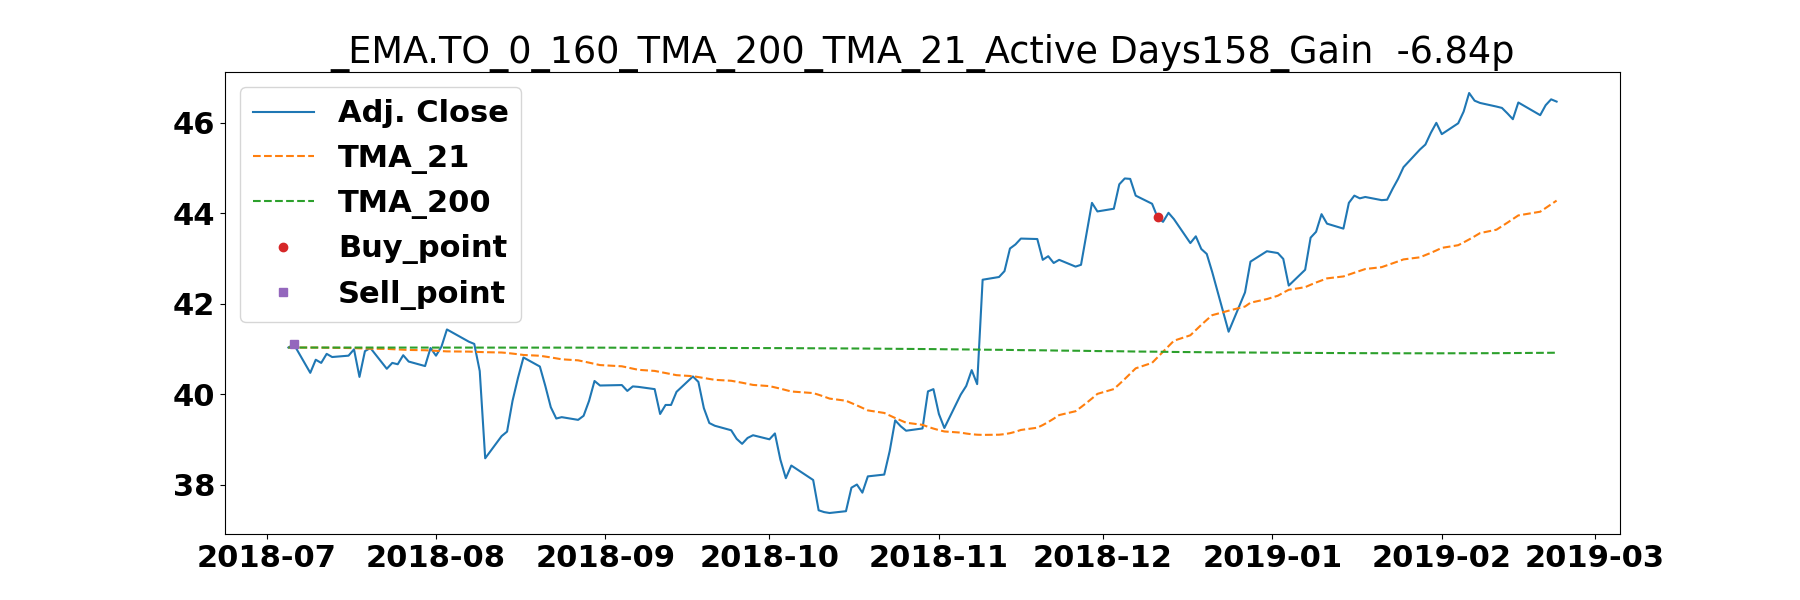 _EMA.TO_0_160_TMA_200_TMA_21_Active Days158_Gain  -6.84p
Adj. Close
TMA_21
TMA_200
Buy_point
Sell_point
46
44
42
40
38
2018-07 2018-08 2018-09 2018-10 2018-11 2018-12 2019-01 2019-02 2019-03